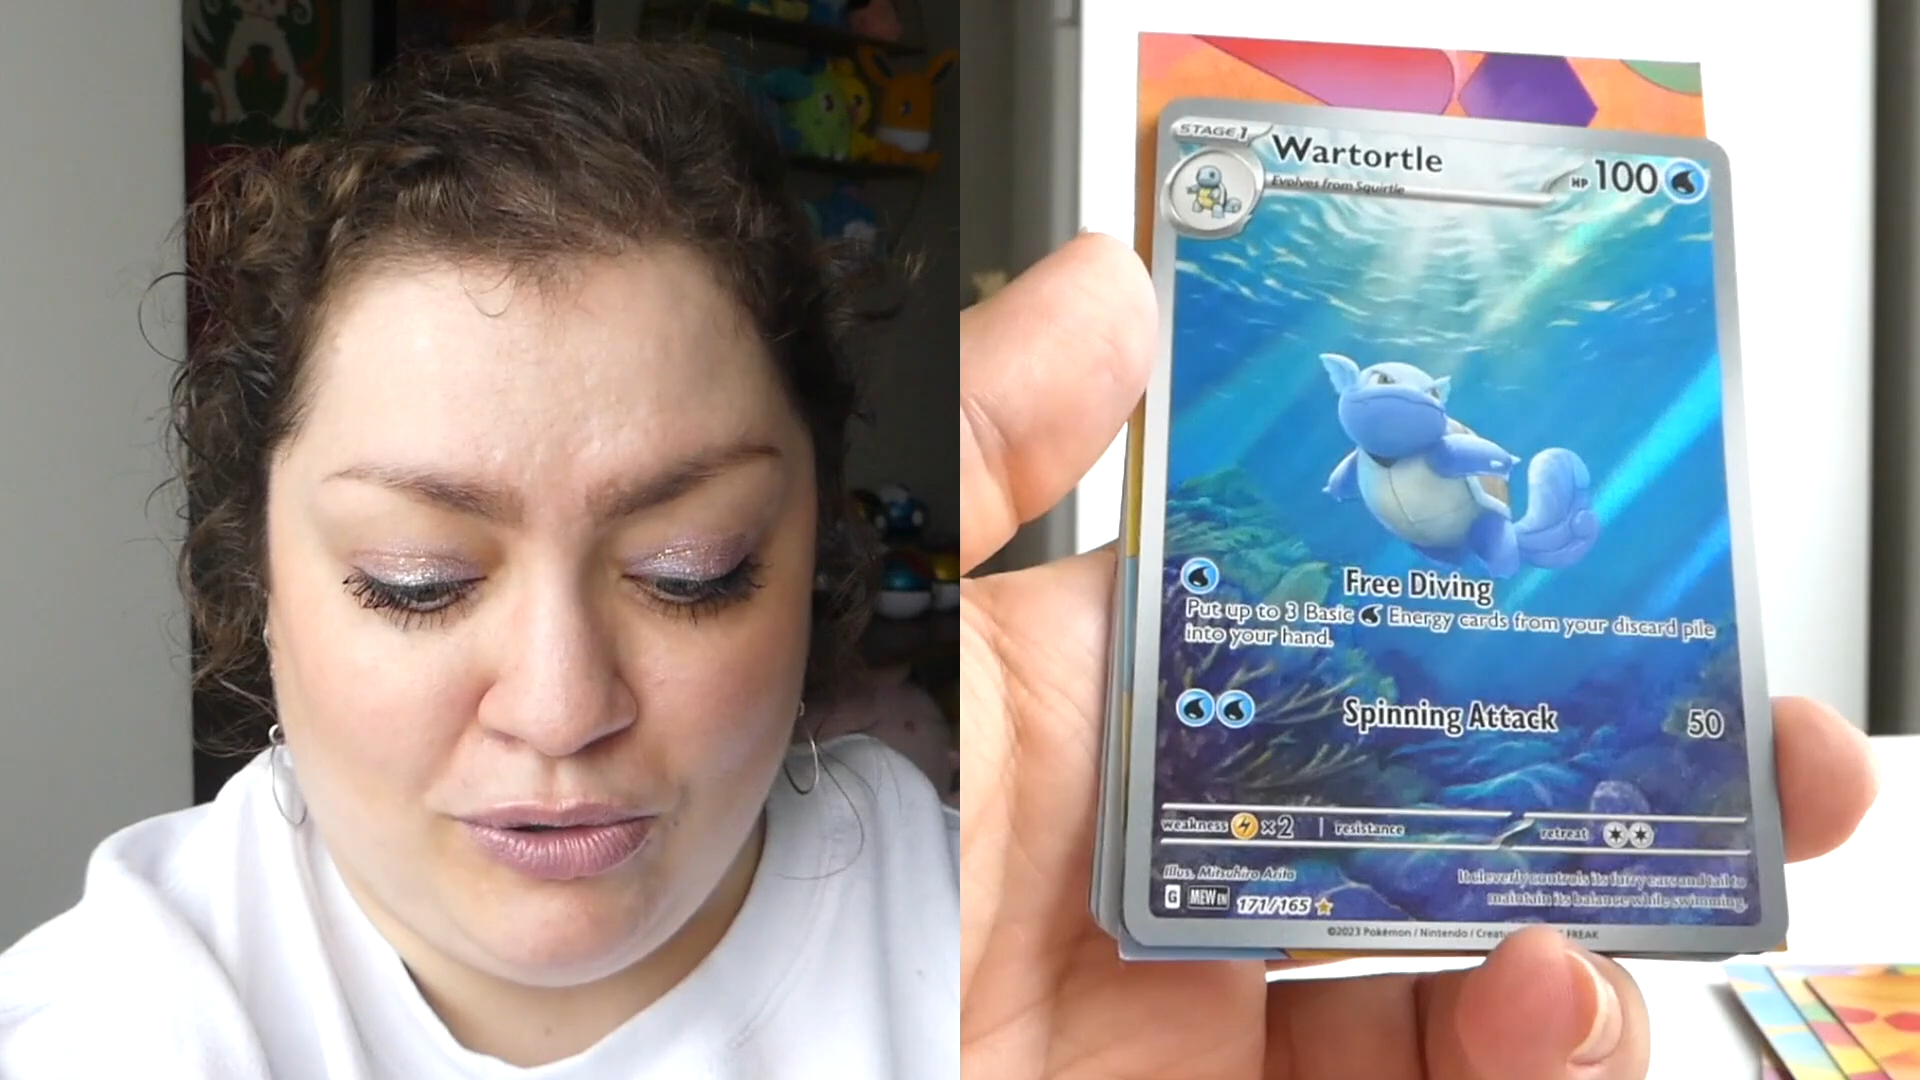 STAGE 1
Wartortle
HP 100
Evolves from Squirtle
Free Diving
Put up to 3 Basic Energy cards from your discard pile
into your hand.
Spinning Attack 50
weakness ×2 resistance retreat
Illus. Mitsuhiro Arita
It cleverly controls its furry ears and tail to
maintain its balance while swimming.
G MEW EN 171/165
©2023 Pokémon / Nintendo / Creatu FREAK